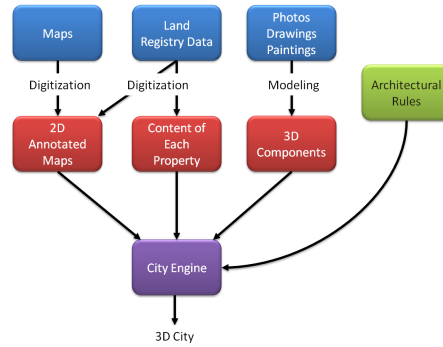 Maps
Land
Registry Data
Photos
Drawings
Paintings
Digitization
Digitization
Modeling
Architectural
Rules
2D
Annotated
Maps
Content of
Each
Property
3D
Components
City Engine
3D City